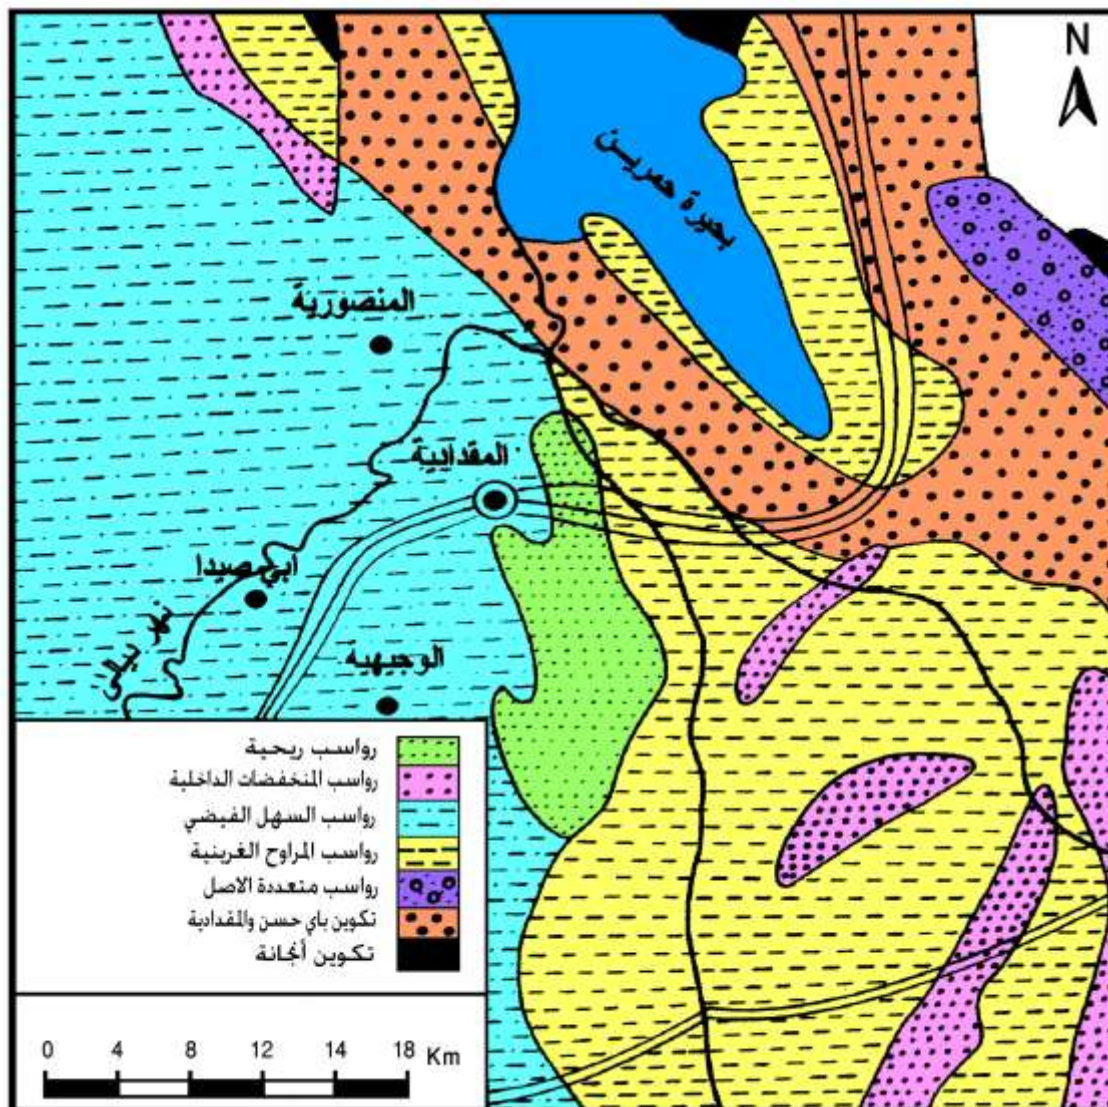 N
بحيرة حمرين
المنصورية
المقدادية
ابي صيدا
نهر ديالى
الوجيهية
رواسب ريحية
رواسب المنخفضات الداخلية
رواسب السهل الفيضي
رواسب المراوح الغرينية
رواسب متعددة الاصل
تكوين باي حسن والمقدادية
تكوين أنجانة
0 4 8 12 14 18 Km